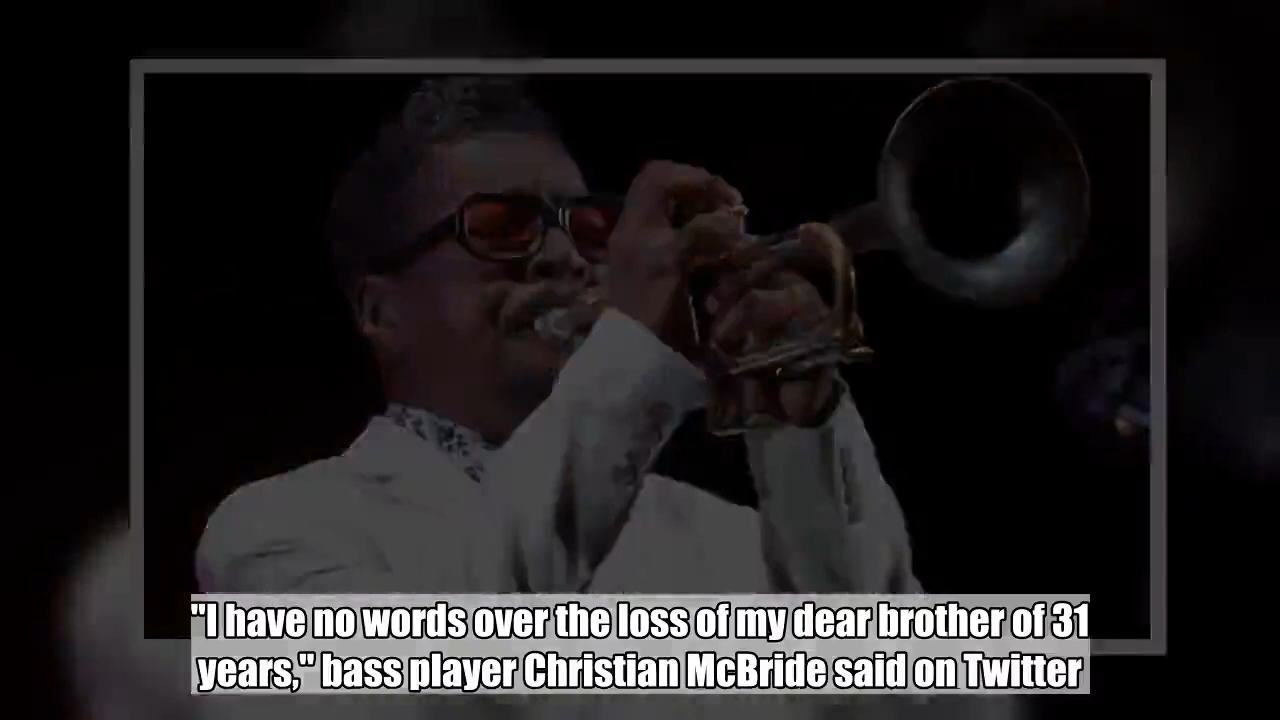 "I have no words over the loss of my dear brother of 31
years," bass player Christian McBride said on Twitter